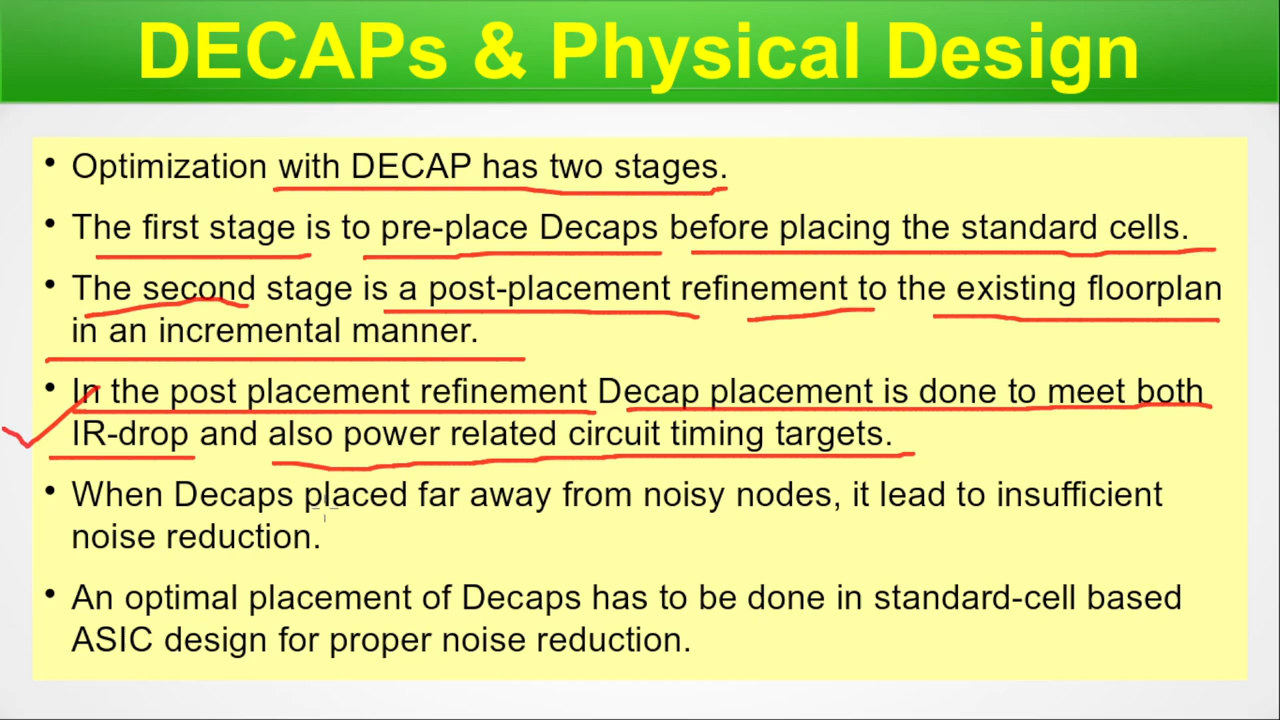 DECAPs & Physical Design
• Optimization with DECAP has two stages.
• The first stage is to pre-place Decaps before placing the standard cells.
• The second stage is a post-placement refinement to the existing floorplan
in an incremental manner.
• In the post placement refinement Decap placement is done to meet both
IR-drop and also power related circuit timing targets.
• When Decaps placed far away from noisy nodes, it lead to insufficient
noise reduction.
• An optimal placement of Decaps has to be done in standard-cell based
ASIC design for proper noise reduction.